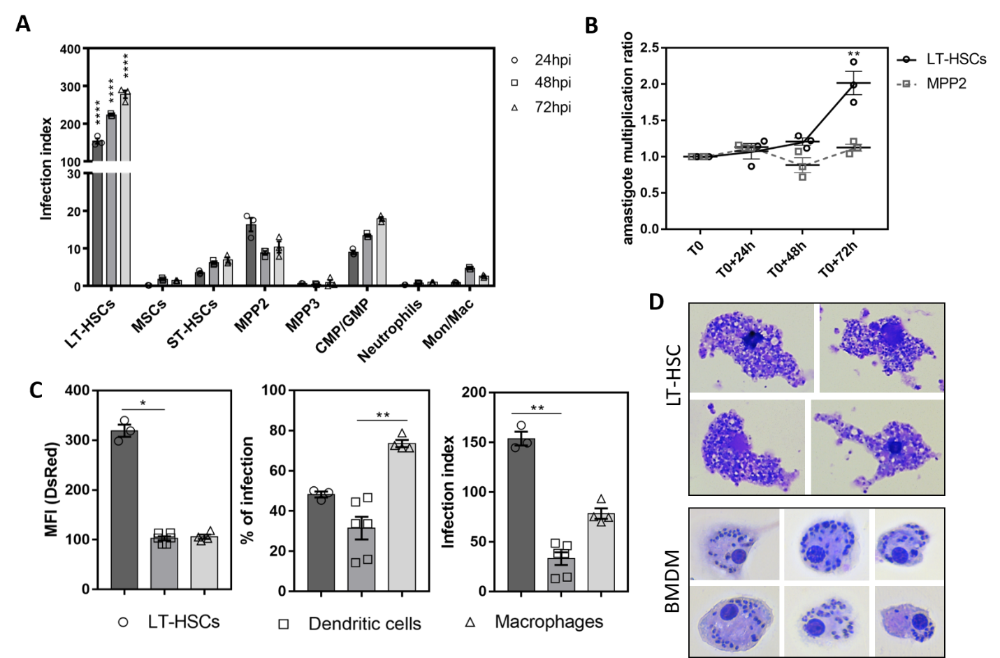 A
Infection index
400
300
200
100
30
20
10
0
****
****
****
24hpi
48hpi
72hpi
LT-HSCs
MSCs
ST-HSCs
MPP2
MPP3
CMP/GMP
Neutrophils
Mon/Mac
B
amastigote multiplication ratio
2.5
2.0
1.5
1.0
0.5
0.0
**
LT-HSCs
MPP2
T0
T0+24h
T0+48h
T0+72h
C
MFI (DsRed)
400
300
200
100
0
*
% of infection
100
80
60
40
20
0
**
Infection index
200
150
100
50
0
**
LT-HSCs
Dendritic cells
Macrophages
D
LT-HSC
BMDM